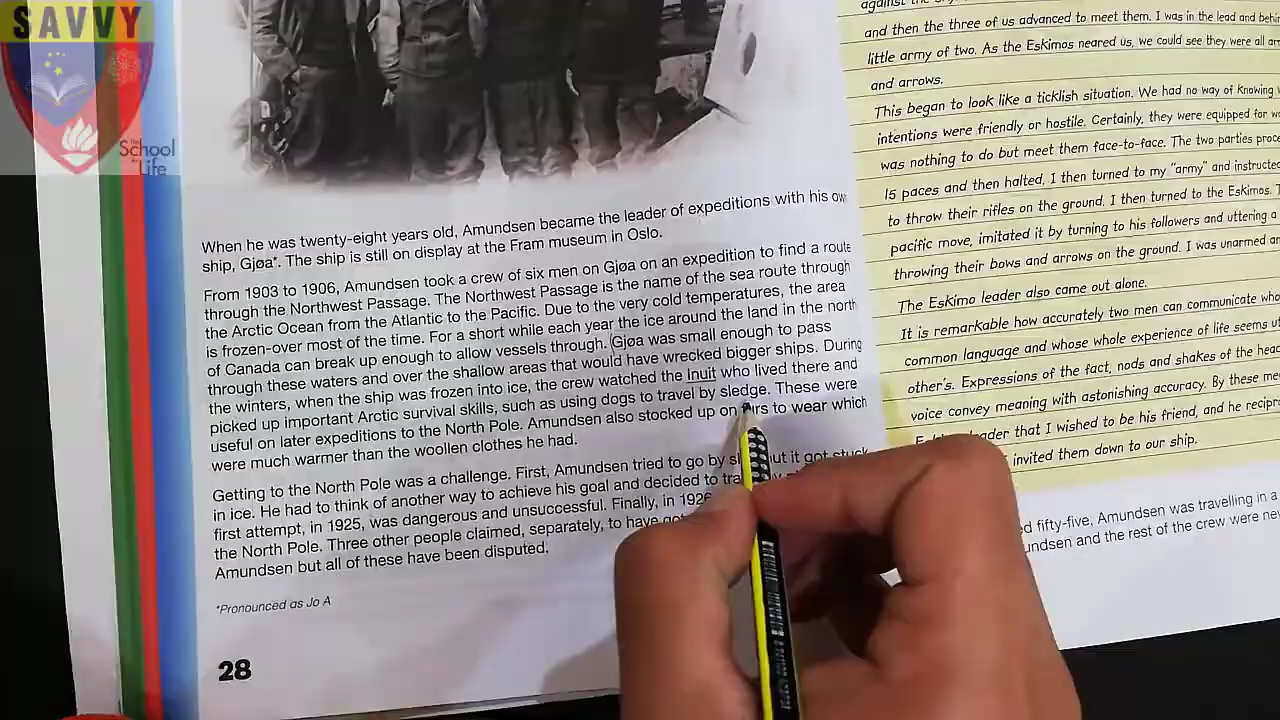 SAVVY
The School of Life
When he was twenty-eight years old, Amundsen became the leader of expeditions with his own
ship, Gjøa*. The ship is still on display at the Fram museum in Oslo.
From 1903 to 1906, Amundsen took a crew of six men on Gjøa on an expedition to find a route
through the Northwest Passage. The Northwest Passage is the name of the sea route through
the Arctic Ocean from the Atlantic to the Pacific. Due to the very cold temperatures, the area
is frozen-over most of the time. For a short while each year the ice around the land in the north
of Canada can break up enough to allow vessels through. Gjøa was small enough to pass
through these waters and over the shallow areas that would have wrecked bigger ships. During
the winters, when the ship was frozen into ice, the crew watched the Inuit who lived there and
picked up important Arctic survival skills, such as using dogs to travel by sledge. These were
useful on later expeditions to the North Pole. Amundsen also stocked up on furs to wear which
were much warmer than the woollen clothes he had.
Getting to the North Pole was a challenge. First, Amundsen tried to go by but it got stuck
in ice. He had to think of another way to achieve his goal and decided to
first attempt, in 1925, was dangerous and unsuccessful. Finally, in 1926
the North Pole. Three other people claimed, separately, to have
Amundsen but all of these have been disputed.
*Pronounced as Jo A
28
against the
and then the three of us advanced to meet them. I was in the lead and
little army of two. As the Eskimos neared us, we could see they were all
and arrows.
This began to look like a ticklish situation. We had no way of knowing
intentions were friendly or hostile. Certainly, they were equipped for
was nothing to do but meet them face-to-face. The two parties
15 paces and then halted. I then turned to my "army" and instructed
to throw their rifles on the ground. I then turned to the Eskimos.
pacific move, imitated it by turning to his followers and uttering a
throwing their bows and arrows on the ground. I was unarmed
The Eskimo leader also came out alone.
It is remarkable how accurately two men can communicate who
common language and whose whole experience of life seems
other's. Expressions of the fact, nods and shakes of the head
voice convey meaning with astonishing accuracy. By these
leader that I wished to be his friend, and he
invited them down to our ship.
fifty-five, Amundsen was travelling in a
and the rest of the crew were